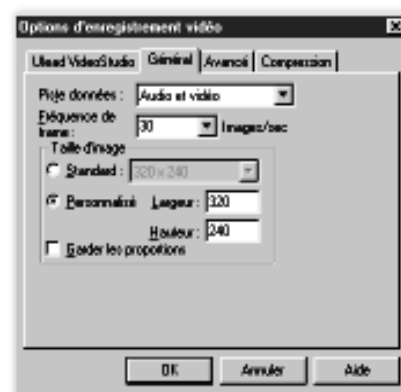 Options d'enregistrement vidéo
Ulead VideoStudio Général Avancé Compression
Piste données : Audio et vidéo
Fréquence de trame : 30 Images/sec
Taille d'image
Standard : 320 x 240
Personnalisé Largeur : 320
Hauteur : 240
Garder les proportions
OK Annuler Aide